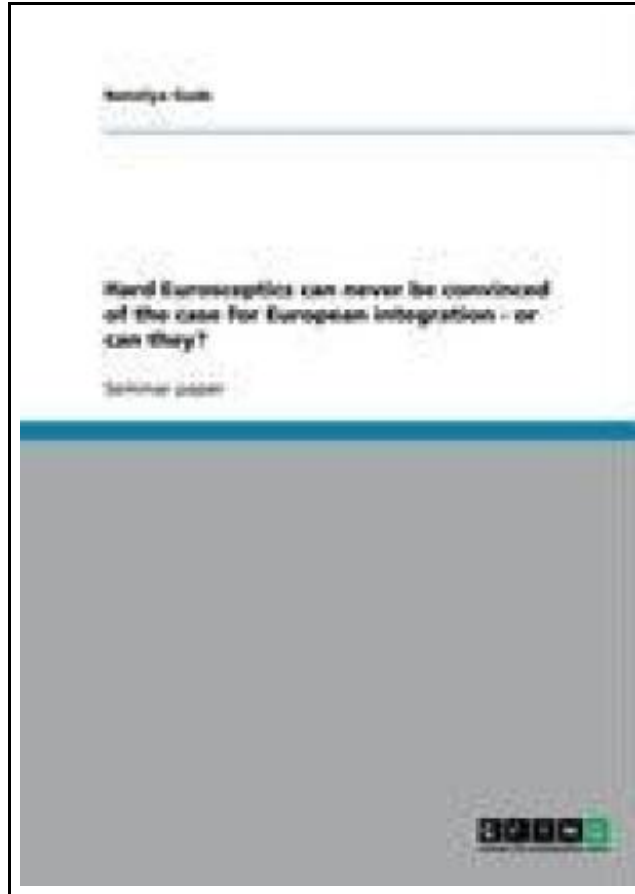 Hard Eurosceptics can never be convinced
of the case for European integration - or
can they?
Seminar paper